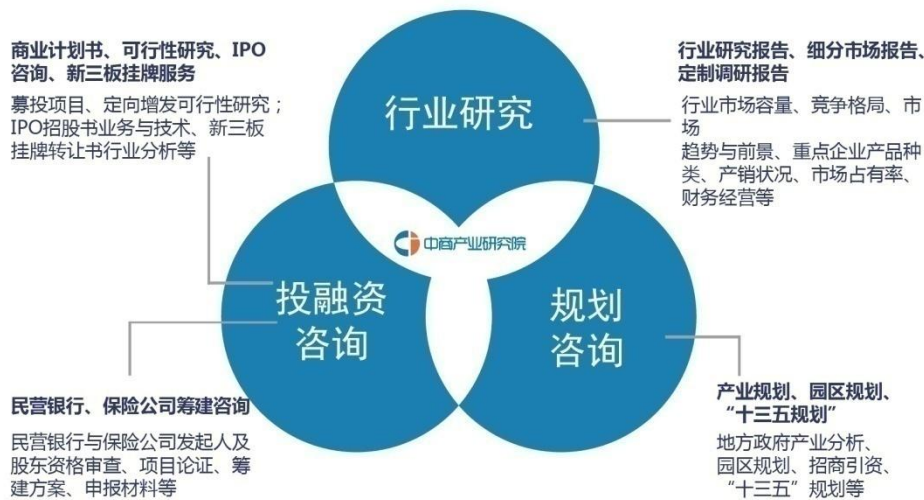 商业计划书、可行性研究、IPO
咨询、新三板挂牌服务
募投项目、定向增发可行性研究；
IPO招股书业务与技术、新三板
挂牌转让书行业分析等
行业研究
行业研究报告、细分市场报告、
定制调研报告
行业市场容量、竞争格局、市
场
趋势与前景、重点企业产品种
类、产销状况、市场占有率、
财务经营等
中商产业研究院
投融资
咨询
规划
咨询
民营银行、保险公司筹建咨询
民营银行与保险公司发起人及
股东资格审查、项目论证、筹
建方案、申报材料等
产业规划、园区规划、
“十三五规划”
地方政府产业分析、
园区规划、招商引资、
“十三五”规划等